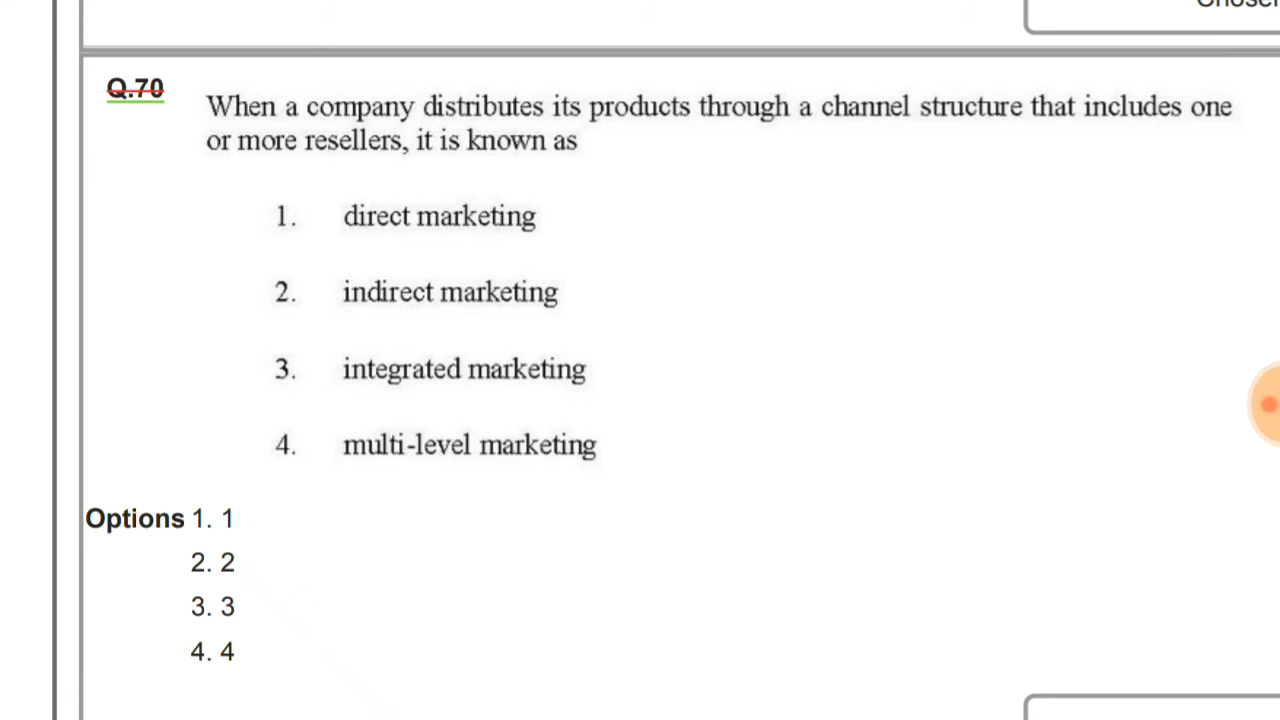 Q.70
When a company distributes its products through a channel structure that includes one
or more resellers, it is known as
1. direct marketing
2. indirect marketing
3. integrated marketing
4. multi-level marketing
Options 1. 1
2. 2
3. 3
4. 4